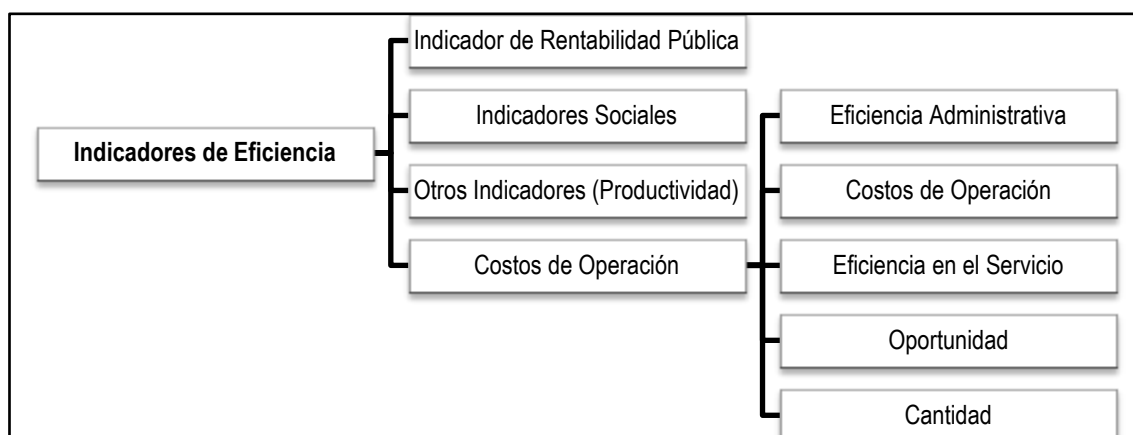 Indicadores de Eficiencia
Indicador de Rentabilidad Pública
Indicadores Sociales
Otros Indicadores (Productividad)
Costos de Operación
Eficiencia Administrativa
Costos de Operación
Eficiencia en el Servicio
Oportunidad
Cantidad